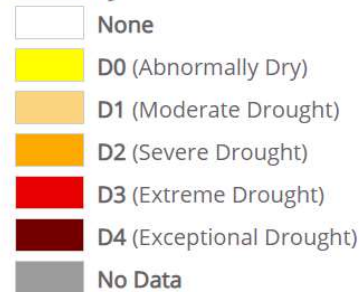 None
D0 (Abnormally Dry)
D1 (Moderate Drought)
D2 (Severe Drought)
D3 (Extreme Drought)
D4 (Exceptional Drought)
No Data